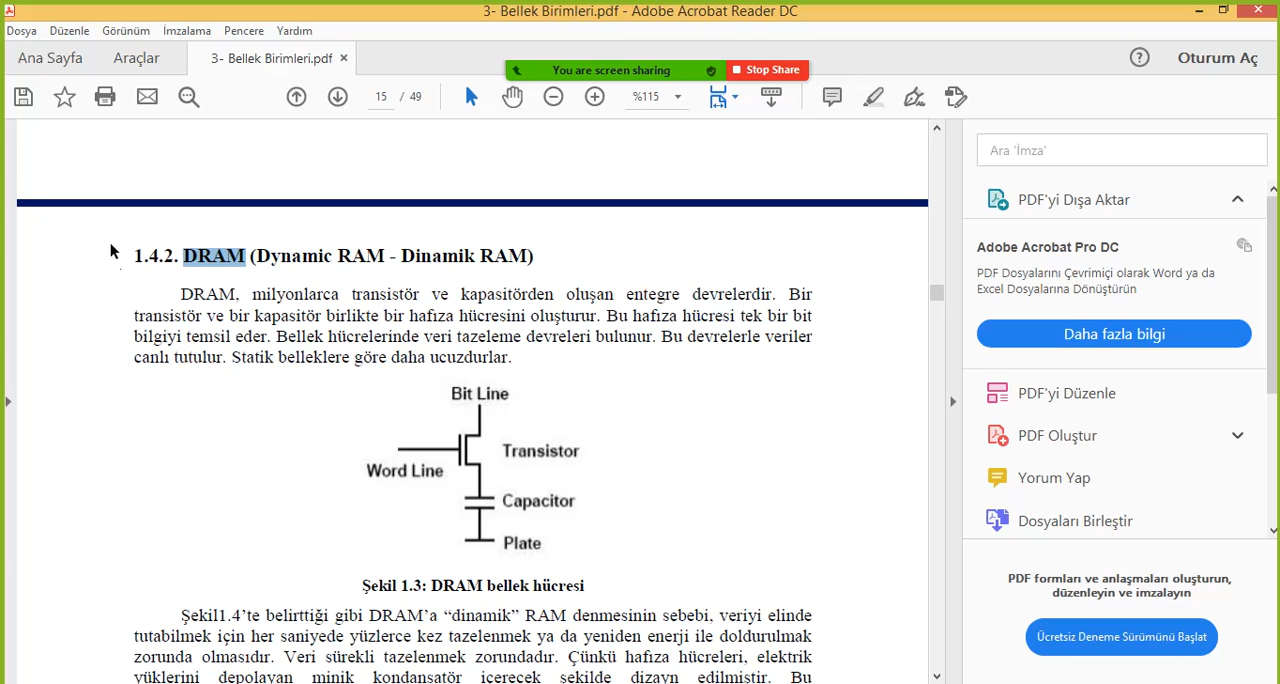 3- Bellek Birimleri.pdf - Adobe Acrobat Reader DC
Dosya Düzenle Görünüm İmzalama Pencere Yardım
Ana Sayfa Araçlar 3- Bellek Birimleri.pdf × ? Oturum Aç
You are screen sharing Stop Share
15 / 49 %115
Ara 'İmza'
PDF'yi Dışa Aktar
Adobe Acrobat Pro DC
PDF Dosyalarını Çevrimiçi olarak Word ya da
Excel Dosyalarına Dönüştürün
Daha fazla bilgi
PDF'yi Düzenle
PDF Oluştur
Yorum Yap
Dosyaları Birleştir
PDF formları ve anlaşmaları oluşturun,
düzenleyin ve imzalayın
Ücretsiz Deneme Sürümünü Başlat
1.4.2. DRAM (Dynamic RAM - Dinamik RAM)
DRAM, milyonlarca transistör ve kapasitörden oluşan entegre devrelerdir. Bir
transistör ve bir kapasitör birlikte bir hafıza hücresini oluşturur. Bu hafıza hücresi tek bir bit
bilgiyi temsil eder. Bellek hücrelerinde veri tazeleme devreleri bulunur. Bu devrelerle veriler
canlı tutulur. Statik belleklere göre daha ucuzdurlar.
Bit Line
Transistor
Word Line
Capacitor
Plate
Şekil 1.3: DRAM bellek hücresi
Şekil1.4’te belirttiği gibi DRAM’a “dinamik” RAM denmesinin sebebi, veriyi elinde
tutabilmek için her saniyede yüzlerce kez tazelenmek ya da yeniden enerji ile doldurulmak
zorunda olmasıdır. Veri sürekli tazelenmek zorundadır. Çünkü hafıza hücreleri, elektrik
yüklerini depolayan minik kondansatör içerecek şekilde dizayn edilmiştir. Bu